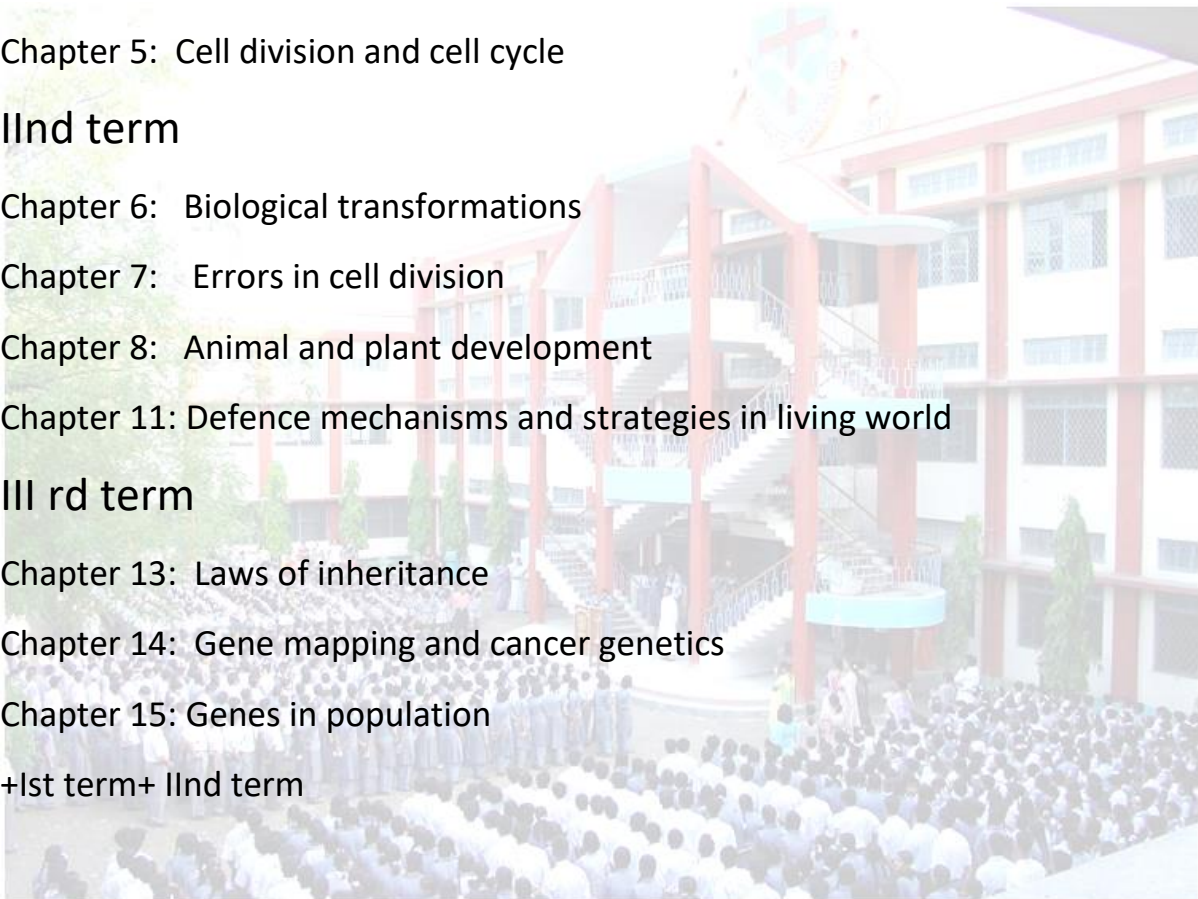 Chapter 5: Cell division and cell cycle
IInd term
Chapter 6: Biological transformations
Chapter 7: Errors in cell division
Chapter 8: Animal and plant development
Chapter 11: Defence mechanisms and strategies in living world
III rd term
Chapter 13: Laws of inheritance
Chapter 14: Gene mapping and cancer genetics
Chapter 15: Genes in population
+Ist term+ IInd term